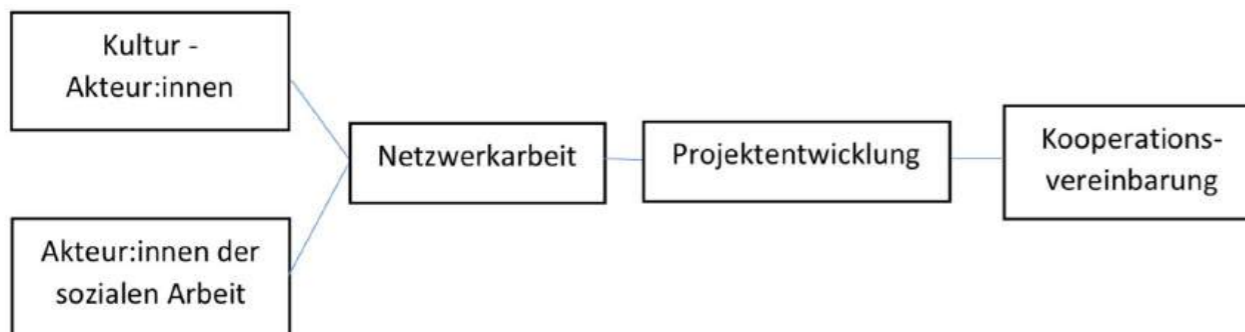 Kultur -
Akteur:innen
Akteur:innen der
sozialen Arbeit
Netzwerkarbeit
Projektentwicklung
Kooperations-
vereinbarung